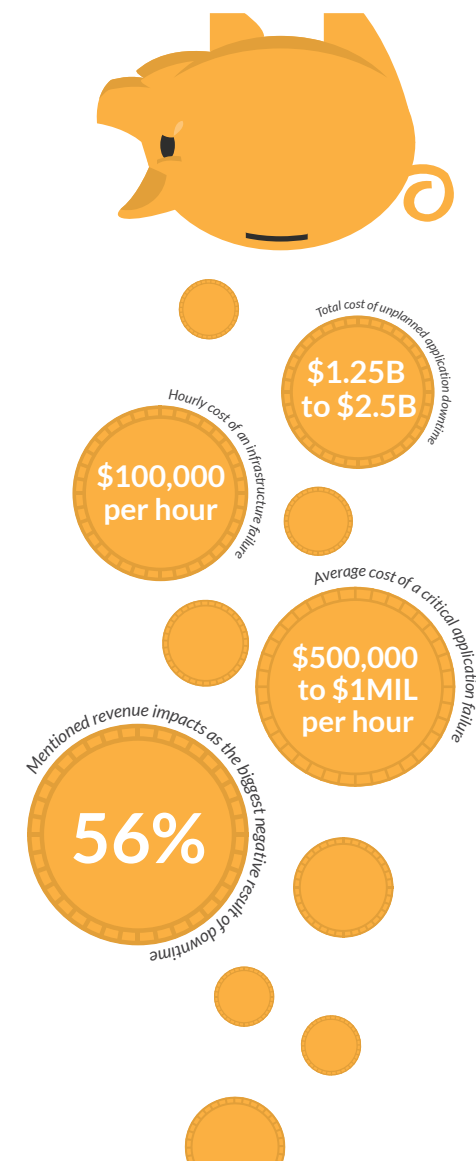 Total cost of unplanned application downtime
$1.25B
to $2.5B
Hourly cost of an infrastructure failure
$100,000
per hour
Average cost of a critical application failure
$500,000
to $1MIL
per hour
Mentioned revenue impacts as the biggest negative result of downtime
56%